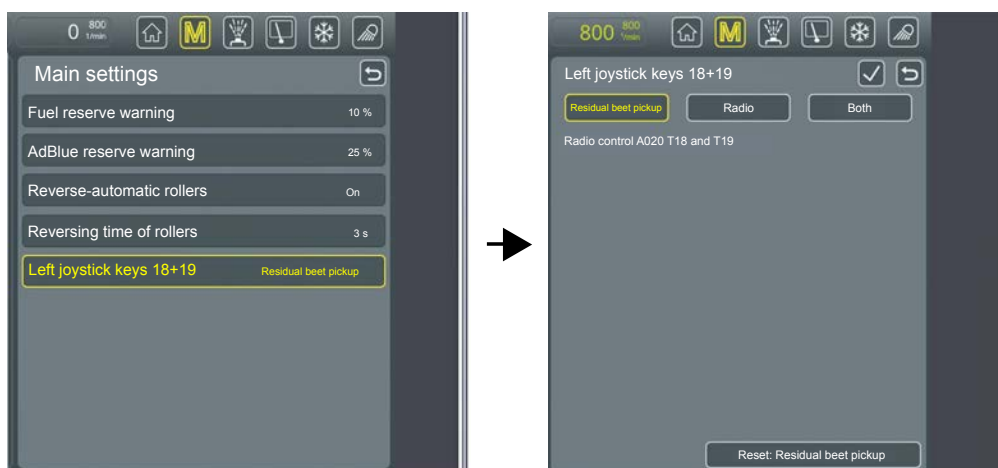 0 800 1/min M
Main settings
Fuel reserve warning 10 %
AdBlue reserve warning 25 %
Reverse-automatic rollers On
Reversing time of rollers 3 s
Left joystick keys 18+19 Residual beet pickup
800 800 1/min M
Left joystick keys 18+19
Residual beet pickup Radio Both
Radio control A020 T18 and T19
Reset: Residual beet pickup